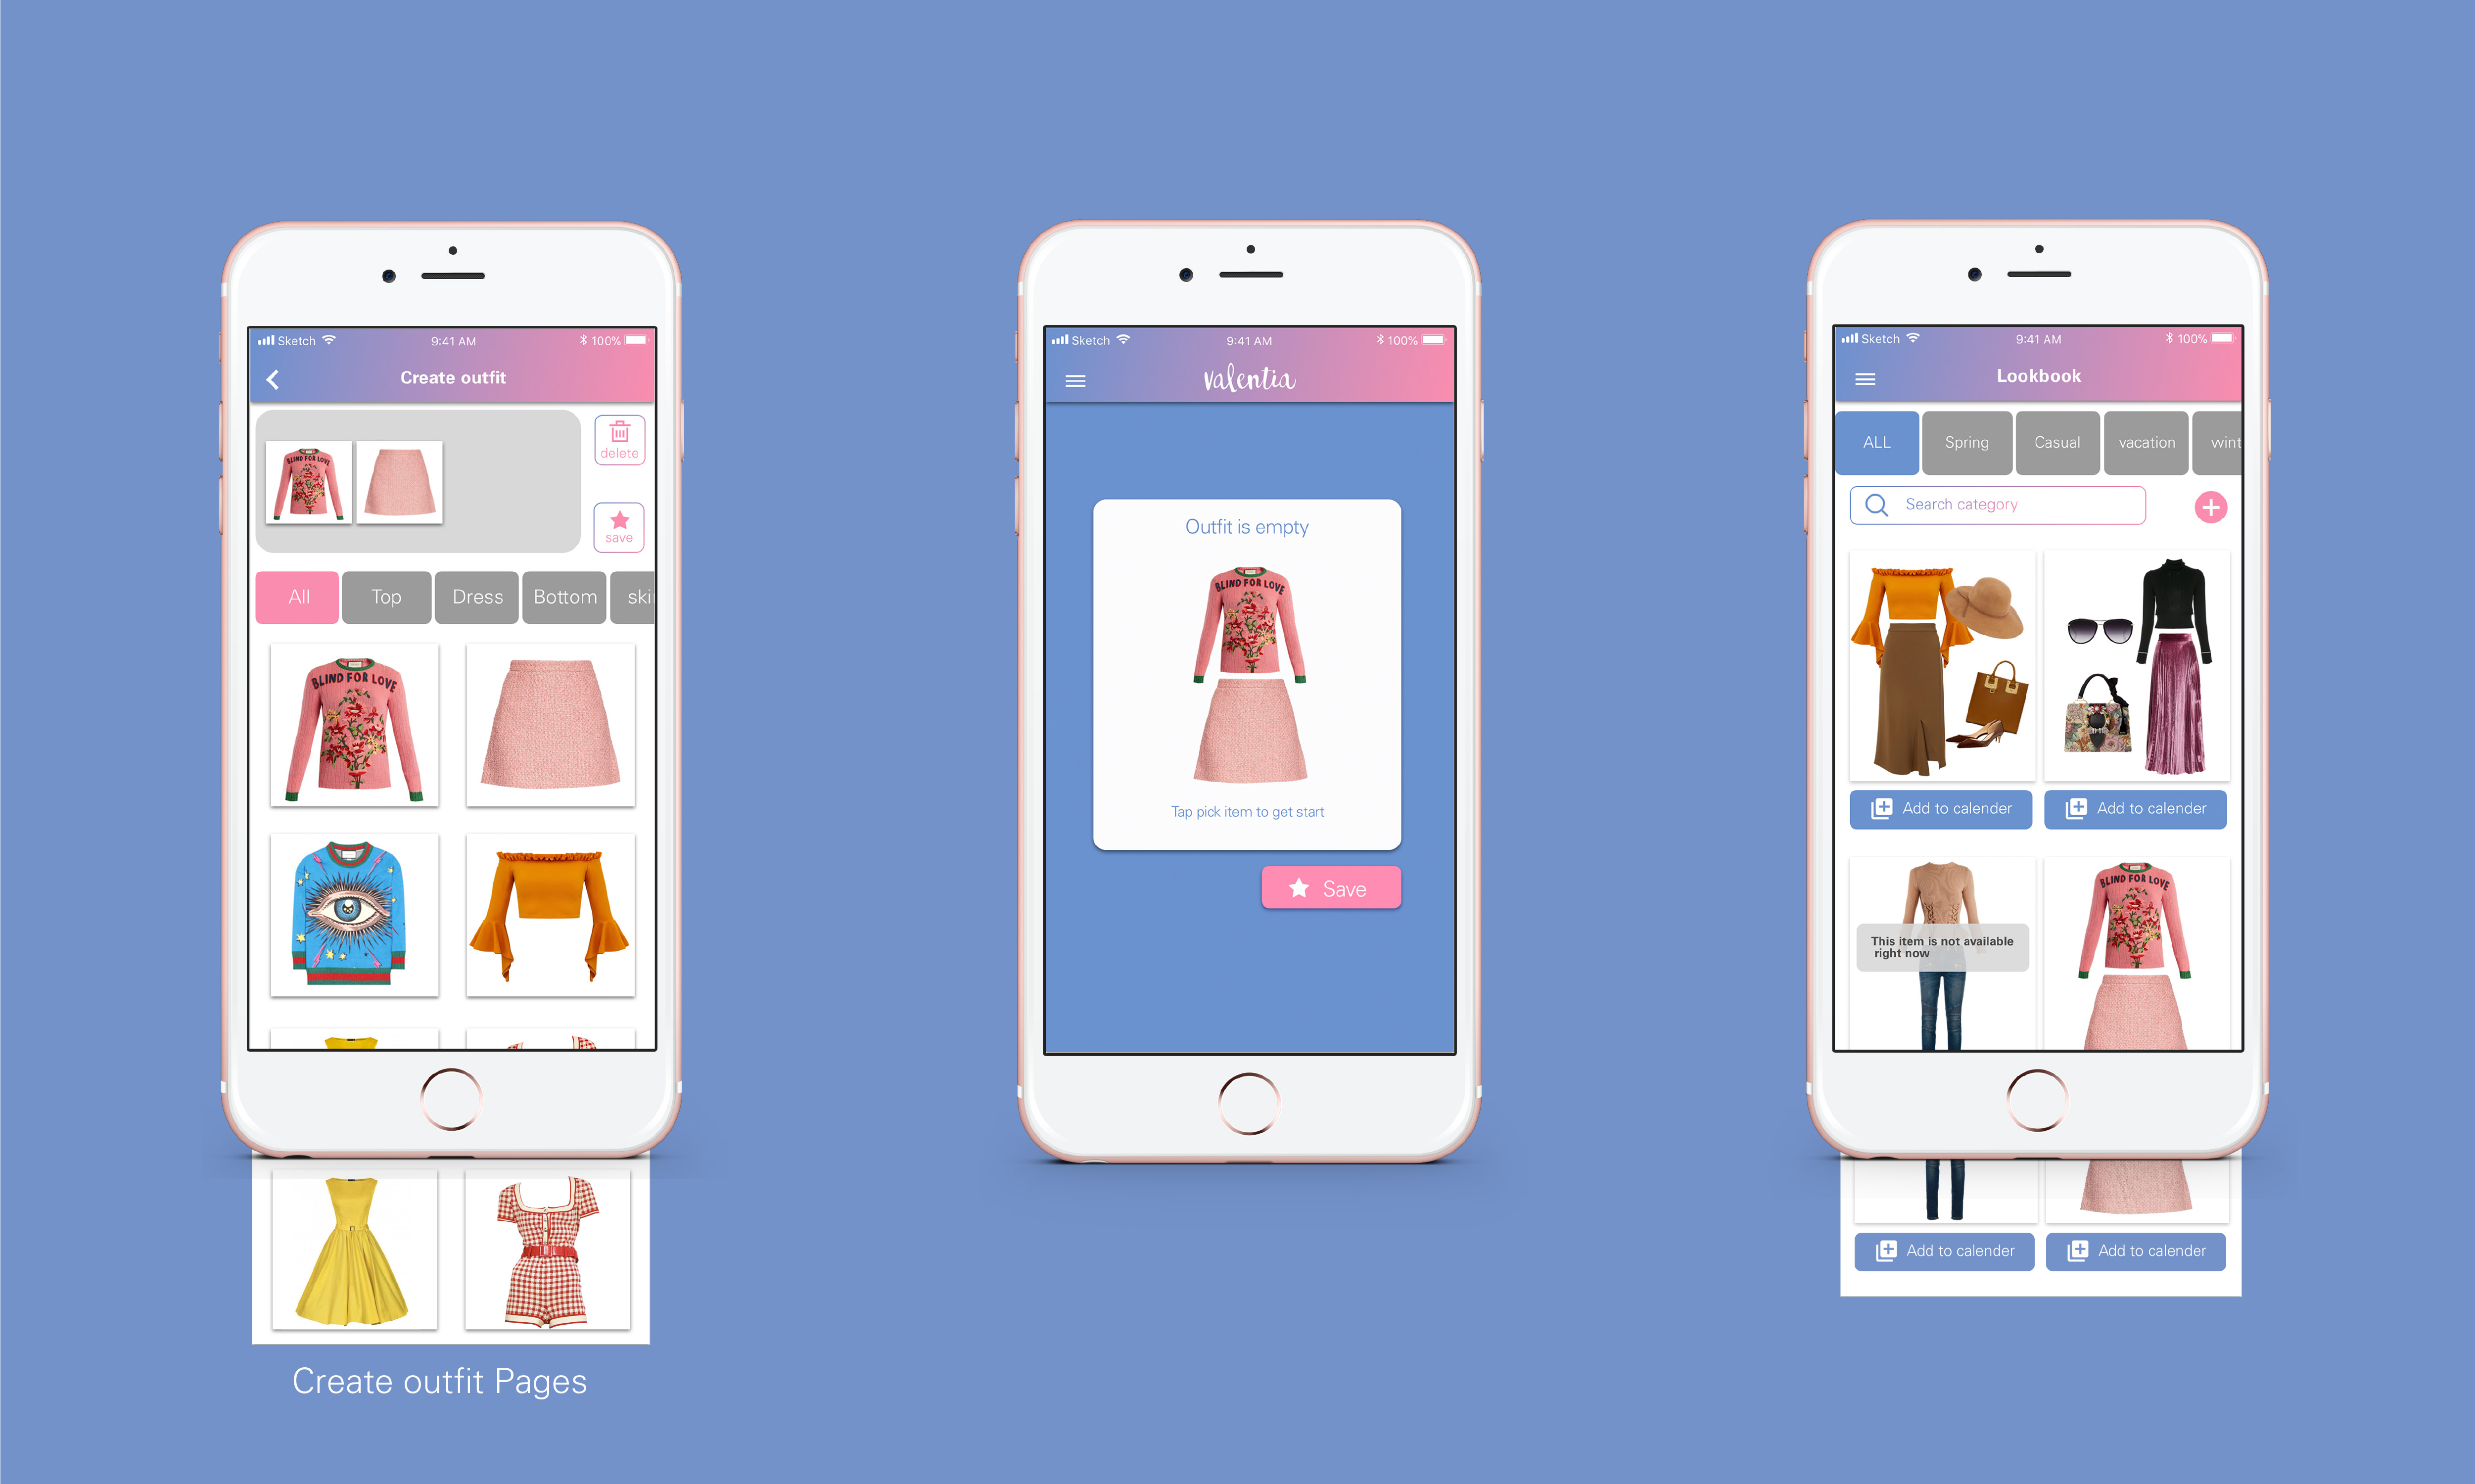 Sketch
9:41 AM
100%
Create outfit
BLIND FOR LOVE
delete
save
All
Top
Dress
Bottom
ski
BLIND FOR LOVE
Create outfit Pages
Sketch
9:41 AM
100%
valentia
Outfit is empty
BLIND FOR LOVE
Tap pick item to get start
Save
Sketch
9:41 AM
100%
Lookbook
ALL
Spring
Casual
vacation
wint
Search category
Add to calender
Add to calender
BLIND FOR LOVE
This item is not available
right now
Add to calender
Add to calender